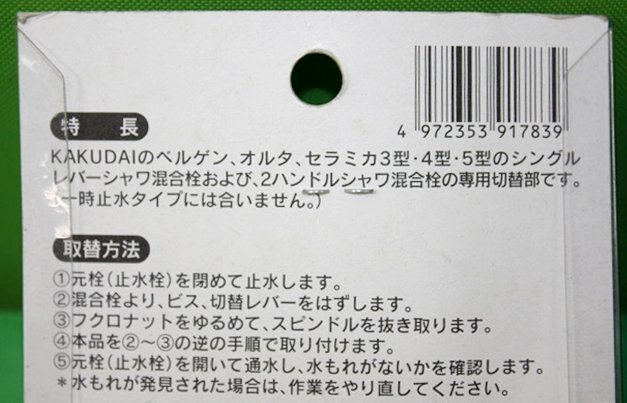 4 972353 917839
特 長
KAKUDAIのベルゲン、オルタ、セラミカ3型・4型・5型のシングル
レバーシャワ混合栓および、2ハンドルシャワ混合栓の専用切替部です。
一時止水タイプには合いません。)
取替方法
①元栓(止水栓)を閉めて止水します。
②混合栓より、ビス、切替レバーをはずします。
③フクロナットをゆるめて、スピンドルを抜き取ります。
④本品を②〜③の逆の手順で取り付けます。
⑤元栓(止水栓)を開いて通水し、水もれがないかを確認します。
*水もれが発見された場合は、作業をやり直してください。